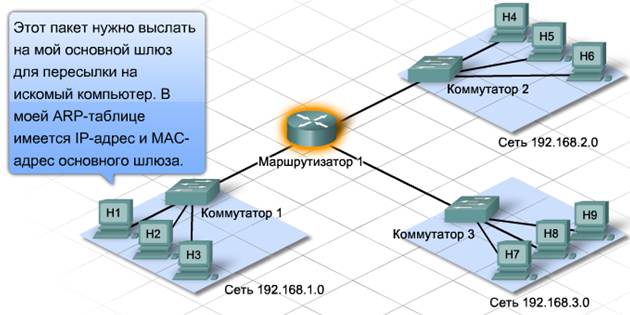 Этот пакет нужно выслать
на мой основной шлюз
для пересылки на
искомый компьютер. В
моей ARP-таблице
имеется IP-адрес и MAC-
адрес основного шлюза.
H4
H5
H6
Коммутатор 2
Сеть 192.168.2.0
Маршрутизатор 1
H1
H2
H3
Коммутатор 1
Сеть 192.168.1.0
H9
H8
H7
Коммутатор 3
Сеть 192.168.3.0